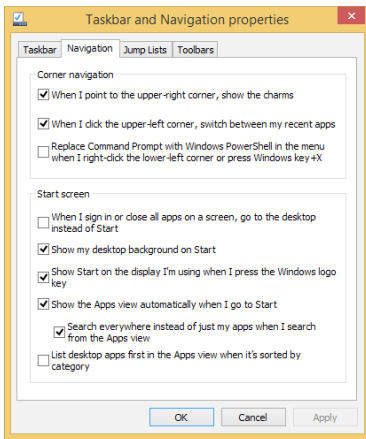 Taskbar and Navigation properties
Taskbar Navigation Jump Lists Toolbars
Corner navigation
When I point to the upper-right corner, show the charms
When I click the upper-left corner, switch between my recent apps
Replace Command Prompt with Windows PowerShell in the menu
when I right-click the lower-left corner or press Windows key+X
Start screen
When I sign in or close all apps on a screen, go to the desktop
instead of Start
Show my desktop background on Start
Show Start on the display I'm using when I press the Windows logo
key
Show the Apps view automatically when I go to Start
Search everywhere instead of just my apps when I search
from the Apps view
List desktop apps first in the Apps view when it's sorted by
category
OK Cancel Apply